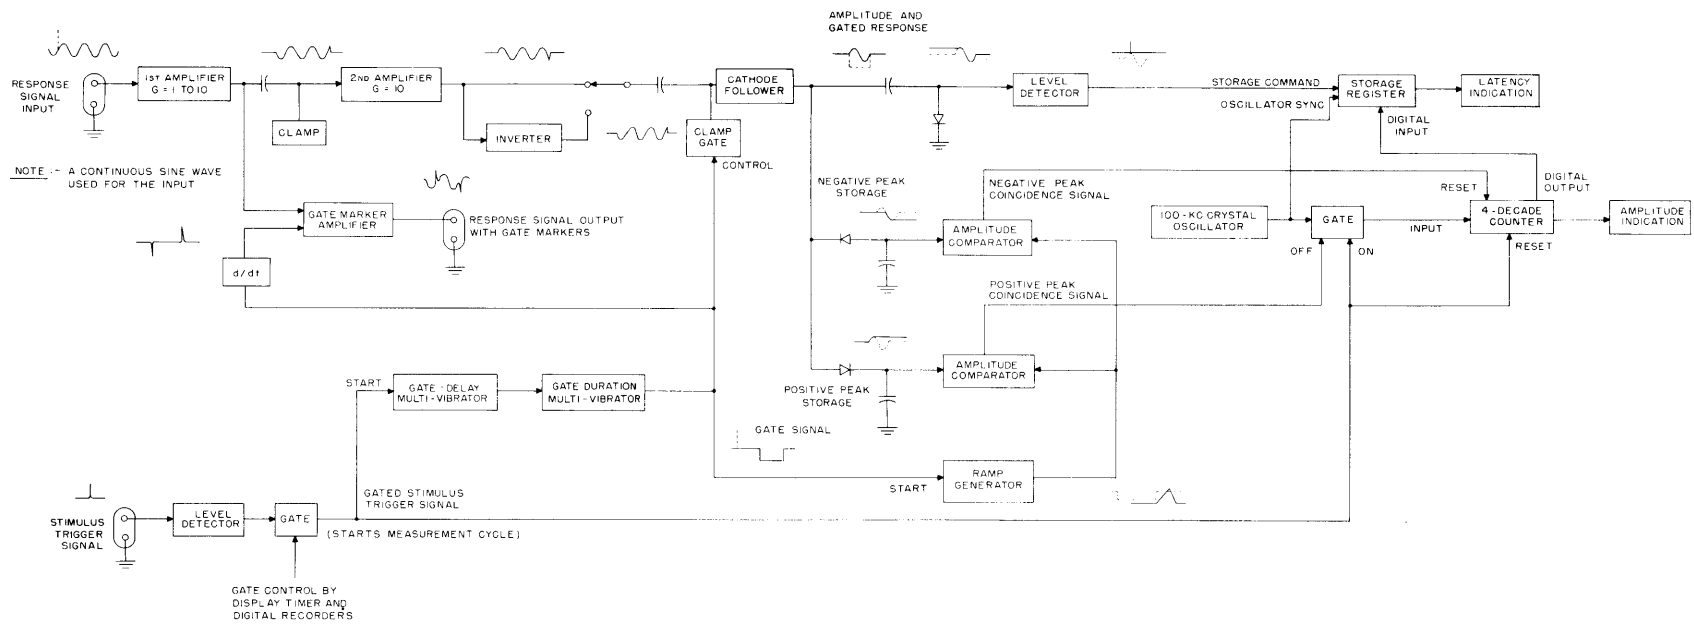 AMPLITUDE AND
GATED RESPONSE
RESPONSE
SIGNAL
INPUT
1ST AMPLIFIER
G = 1 TO 10
CLAMP
2ND AMPLIFIER
G = 10
INVERTER
CATHODE
FOLLOWER
CLAMP
GATE
CONTROL
LEVEL
DETECTOR
STORAGE COMMAND
OSCILLATOR SYNC
STORAGE
REGISTER
LATENCY
INDICATION
DIGITAL
INPUT
NOTE :- A CONTINUOUS SINE WAVE
USED FOR THE INPUT
GATE MARKER
AMPLIFIER
RESPONSE SIGNAL OUTPUT
WITH GATE MARKERS
d/dt
NEGATIVE PEAK
STORAGE
NEGATIVE PEAK
COINCIDENCE SIGNAL
AMPLITUDE
COMPARATOR
100-KC CRYSTAL
OSCILLATOR
GATE
OFF
ON
INPUT
RESET
DIGITAL
OUTPUT
4-DECADE
COUNTER
RESET
AMPLITUDE
INDICATION
POSITIVE PEAK
COINCIDENCE SIGNAL
AMPLITUDE
COMPARATOR
POSITIVE PEAK
STORAGE
START
GATE-DELAY
MULTI-VIBRATOR
GATE DURATION
MULTI-VIBRATOR
GATE SIGNAL
START
RAMP
GENERATOR
STIMULUS
TRIGGER
SIGNAL
LEVEL
DETECTOR
GATE
GATED STIMULUS
TRIGGER SIGNAL
(STARTS MEASUREMENT CYCLE)
GATE CONTROL BY
DISPLAY TIMER AND
DIGITAL RECORDERS